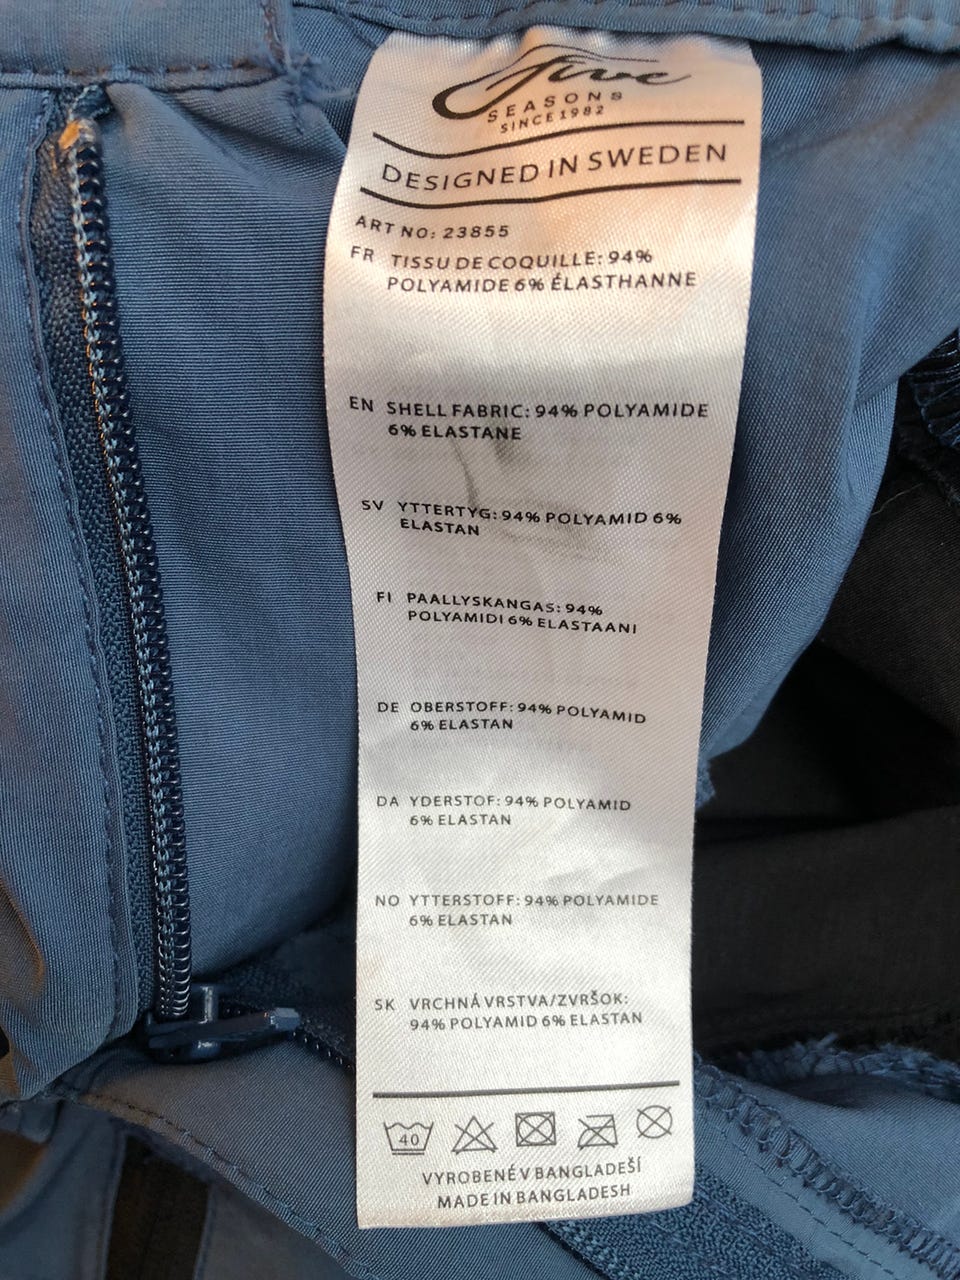 Five
SEASONS
SINCE 1982
DESIGNED IN SWEDEN
ART NO: 23855
FR TISSU DE COQUILLE: 94%
POLYAMIDE 6% ÉLASTHANNE
EN SHELL FABRIC: 94% POLYAMIDE
6% ELASTANE
SV YTTERTYG: 94% POLYAMID 6%
ELASTAN
FI PAALLYSKANGAS: 94%
POLYAMIDI 6% ELASTAANI
DE OBERSTOFF: 94% POLYAMID
6% ELASTAN
DA YDERSTOF: 94% POLYAMID
6% ELASTAN
NO YTTERSTOFF: 94% POLYAMIDE
6% ELASTAN
SK VRCHNÁ VRSTVA/ZVRŠOK:
94% POLYAMID 6% ELASTAN
40
VYROBENÉ V BANGLADEŠÍ
MADE IN BANGLADESH